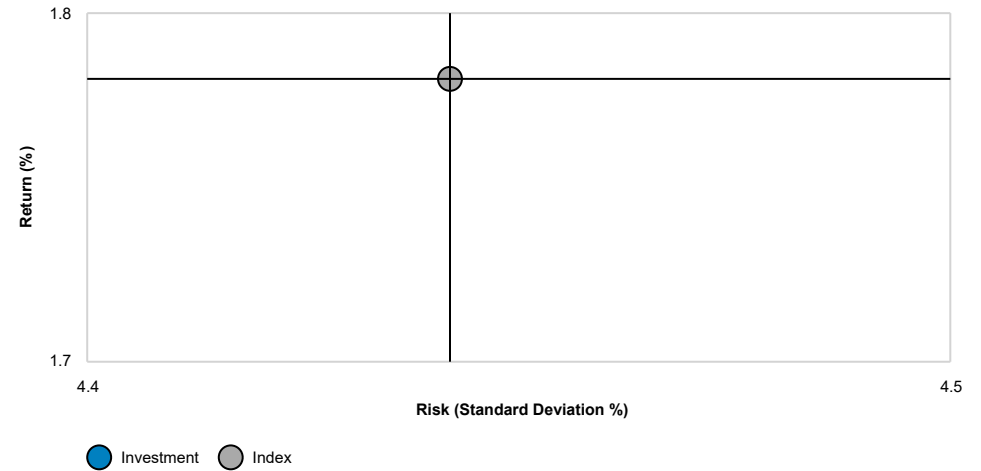 1.8
Return (%)
1.7
4.4
4.5
Risk (Standard Deviation %)
Investment
Index